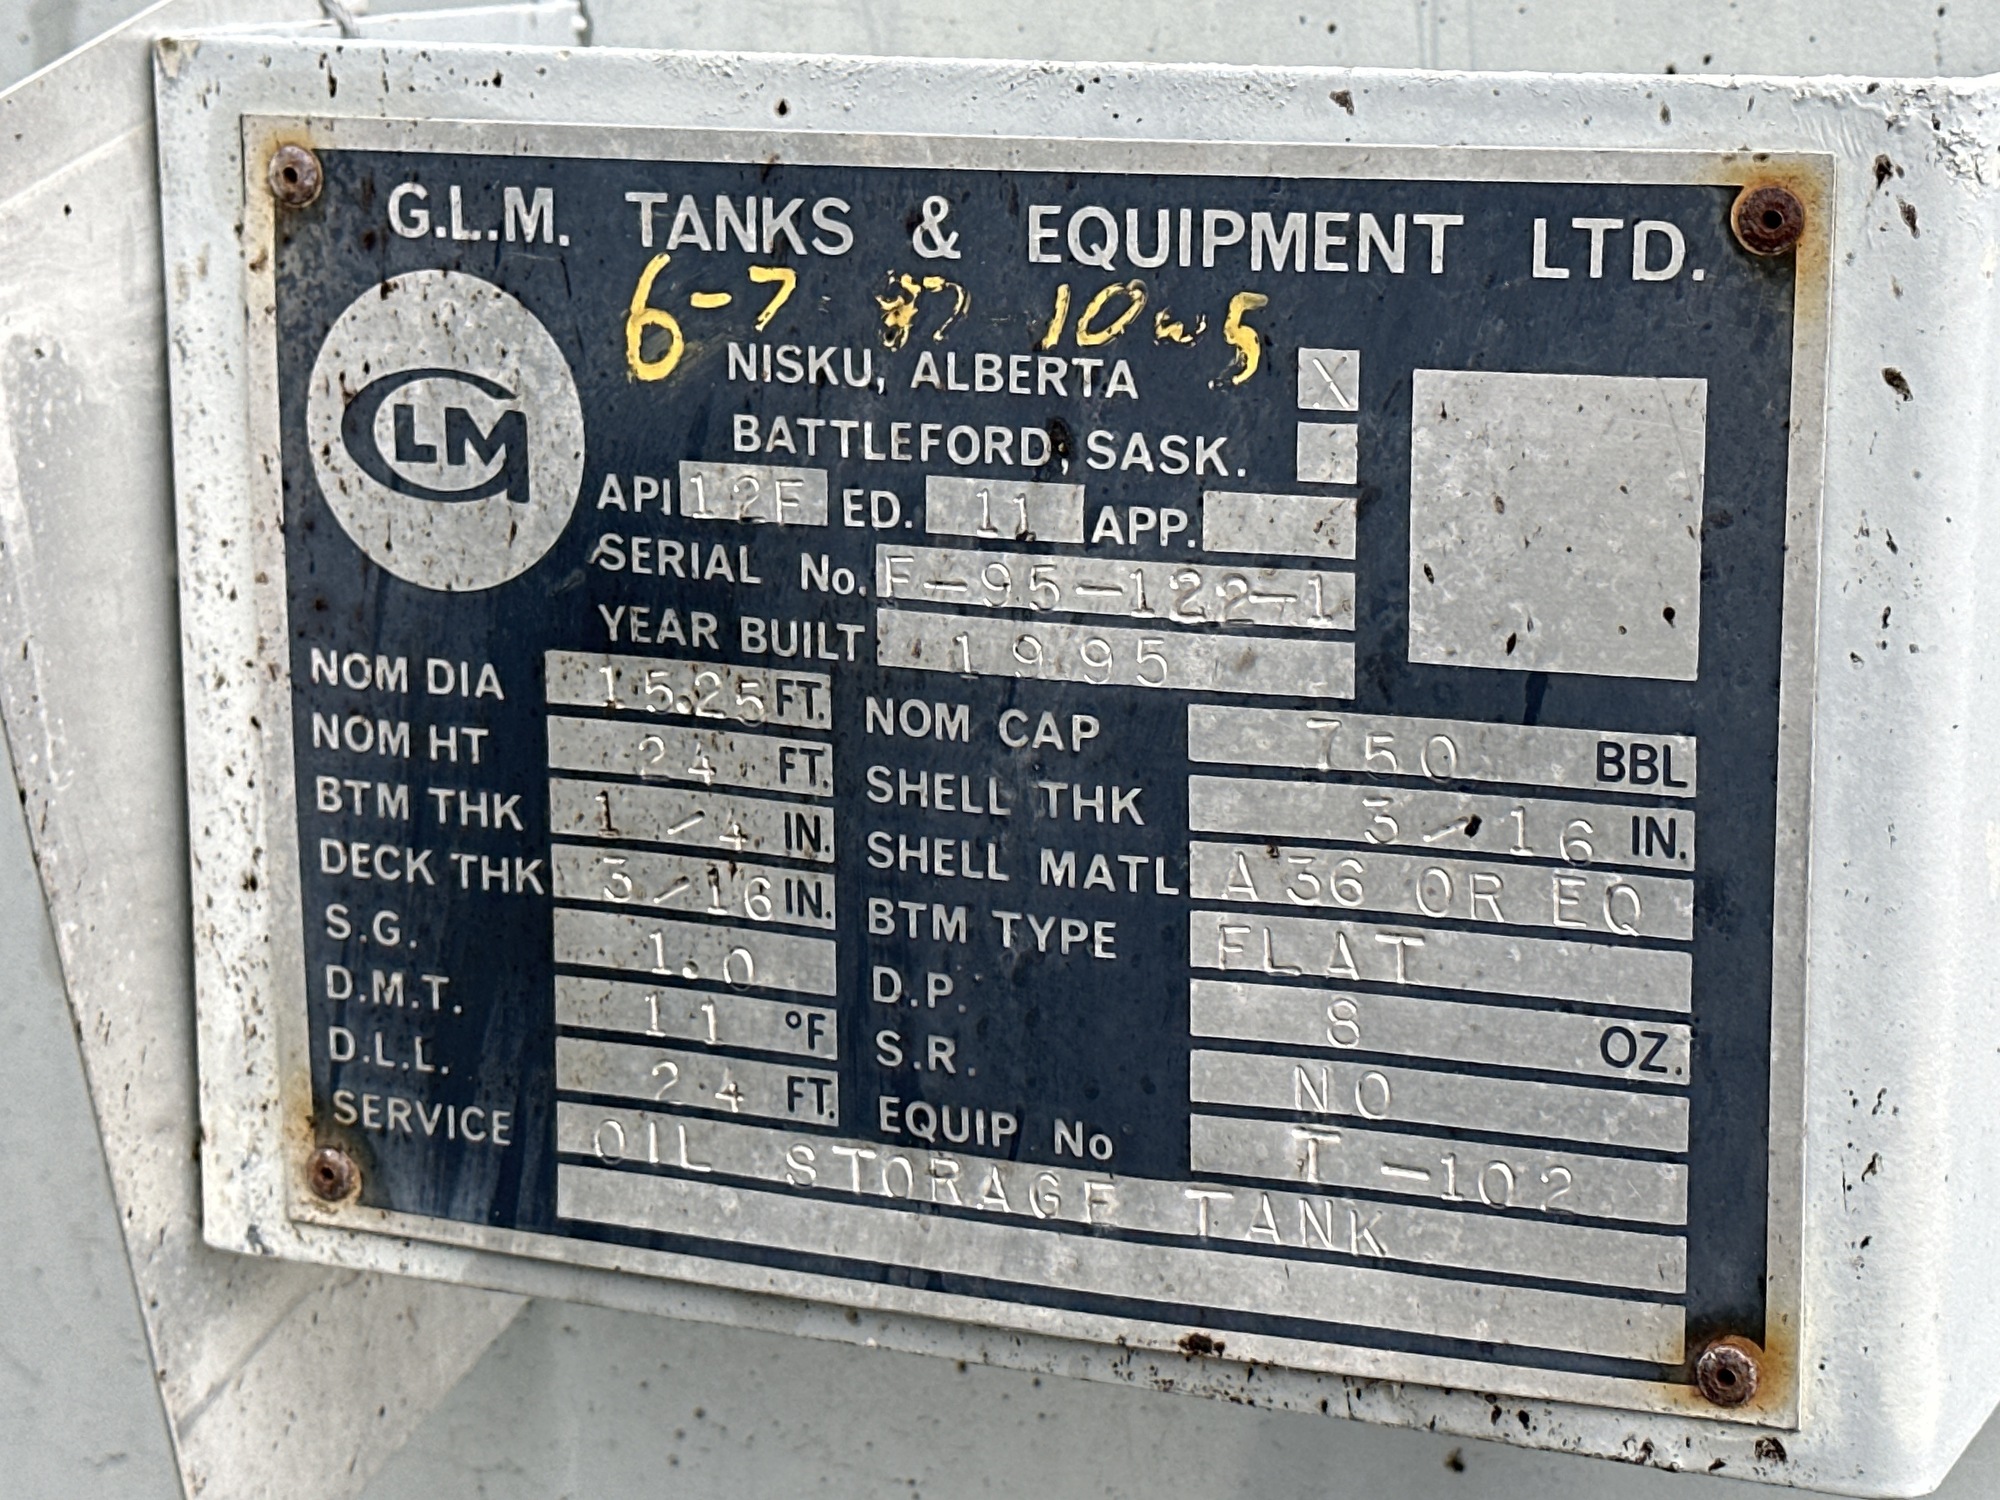 G.L.M. TANKS & EQUIPMENT LTD.
6-7 10 w5
GLM
NISKU, ALBERTA X
BATTLEFORD, SASK.
API 12F ED. 11 APP.
SERIAL No. F-95-122-1
YEAR BUILT 1995
NOM DIA 15.25 FT. NOM CAP 750 BBL
NOM HT 24 FT. SHELL THK 3/16 IN.
BTM THK 1/4 IN. SHELL MATL A36 OR EQ
DECK THK 3/16 IN. BTM TYPE FLAT
S.G. 1.0 D.P. 8 OZ.
D.M.T. 11 °F S.R. NO
D.L.L. 24 FT. EQUIP No T-102
SERVICE OIL STORAGE TANK